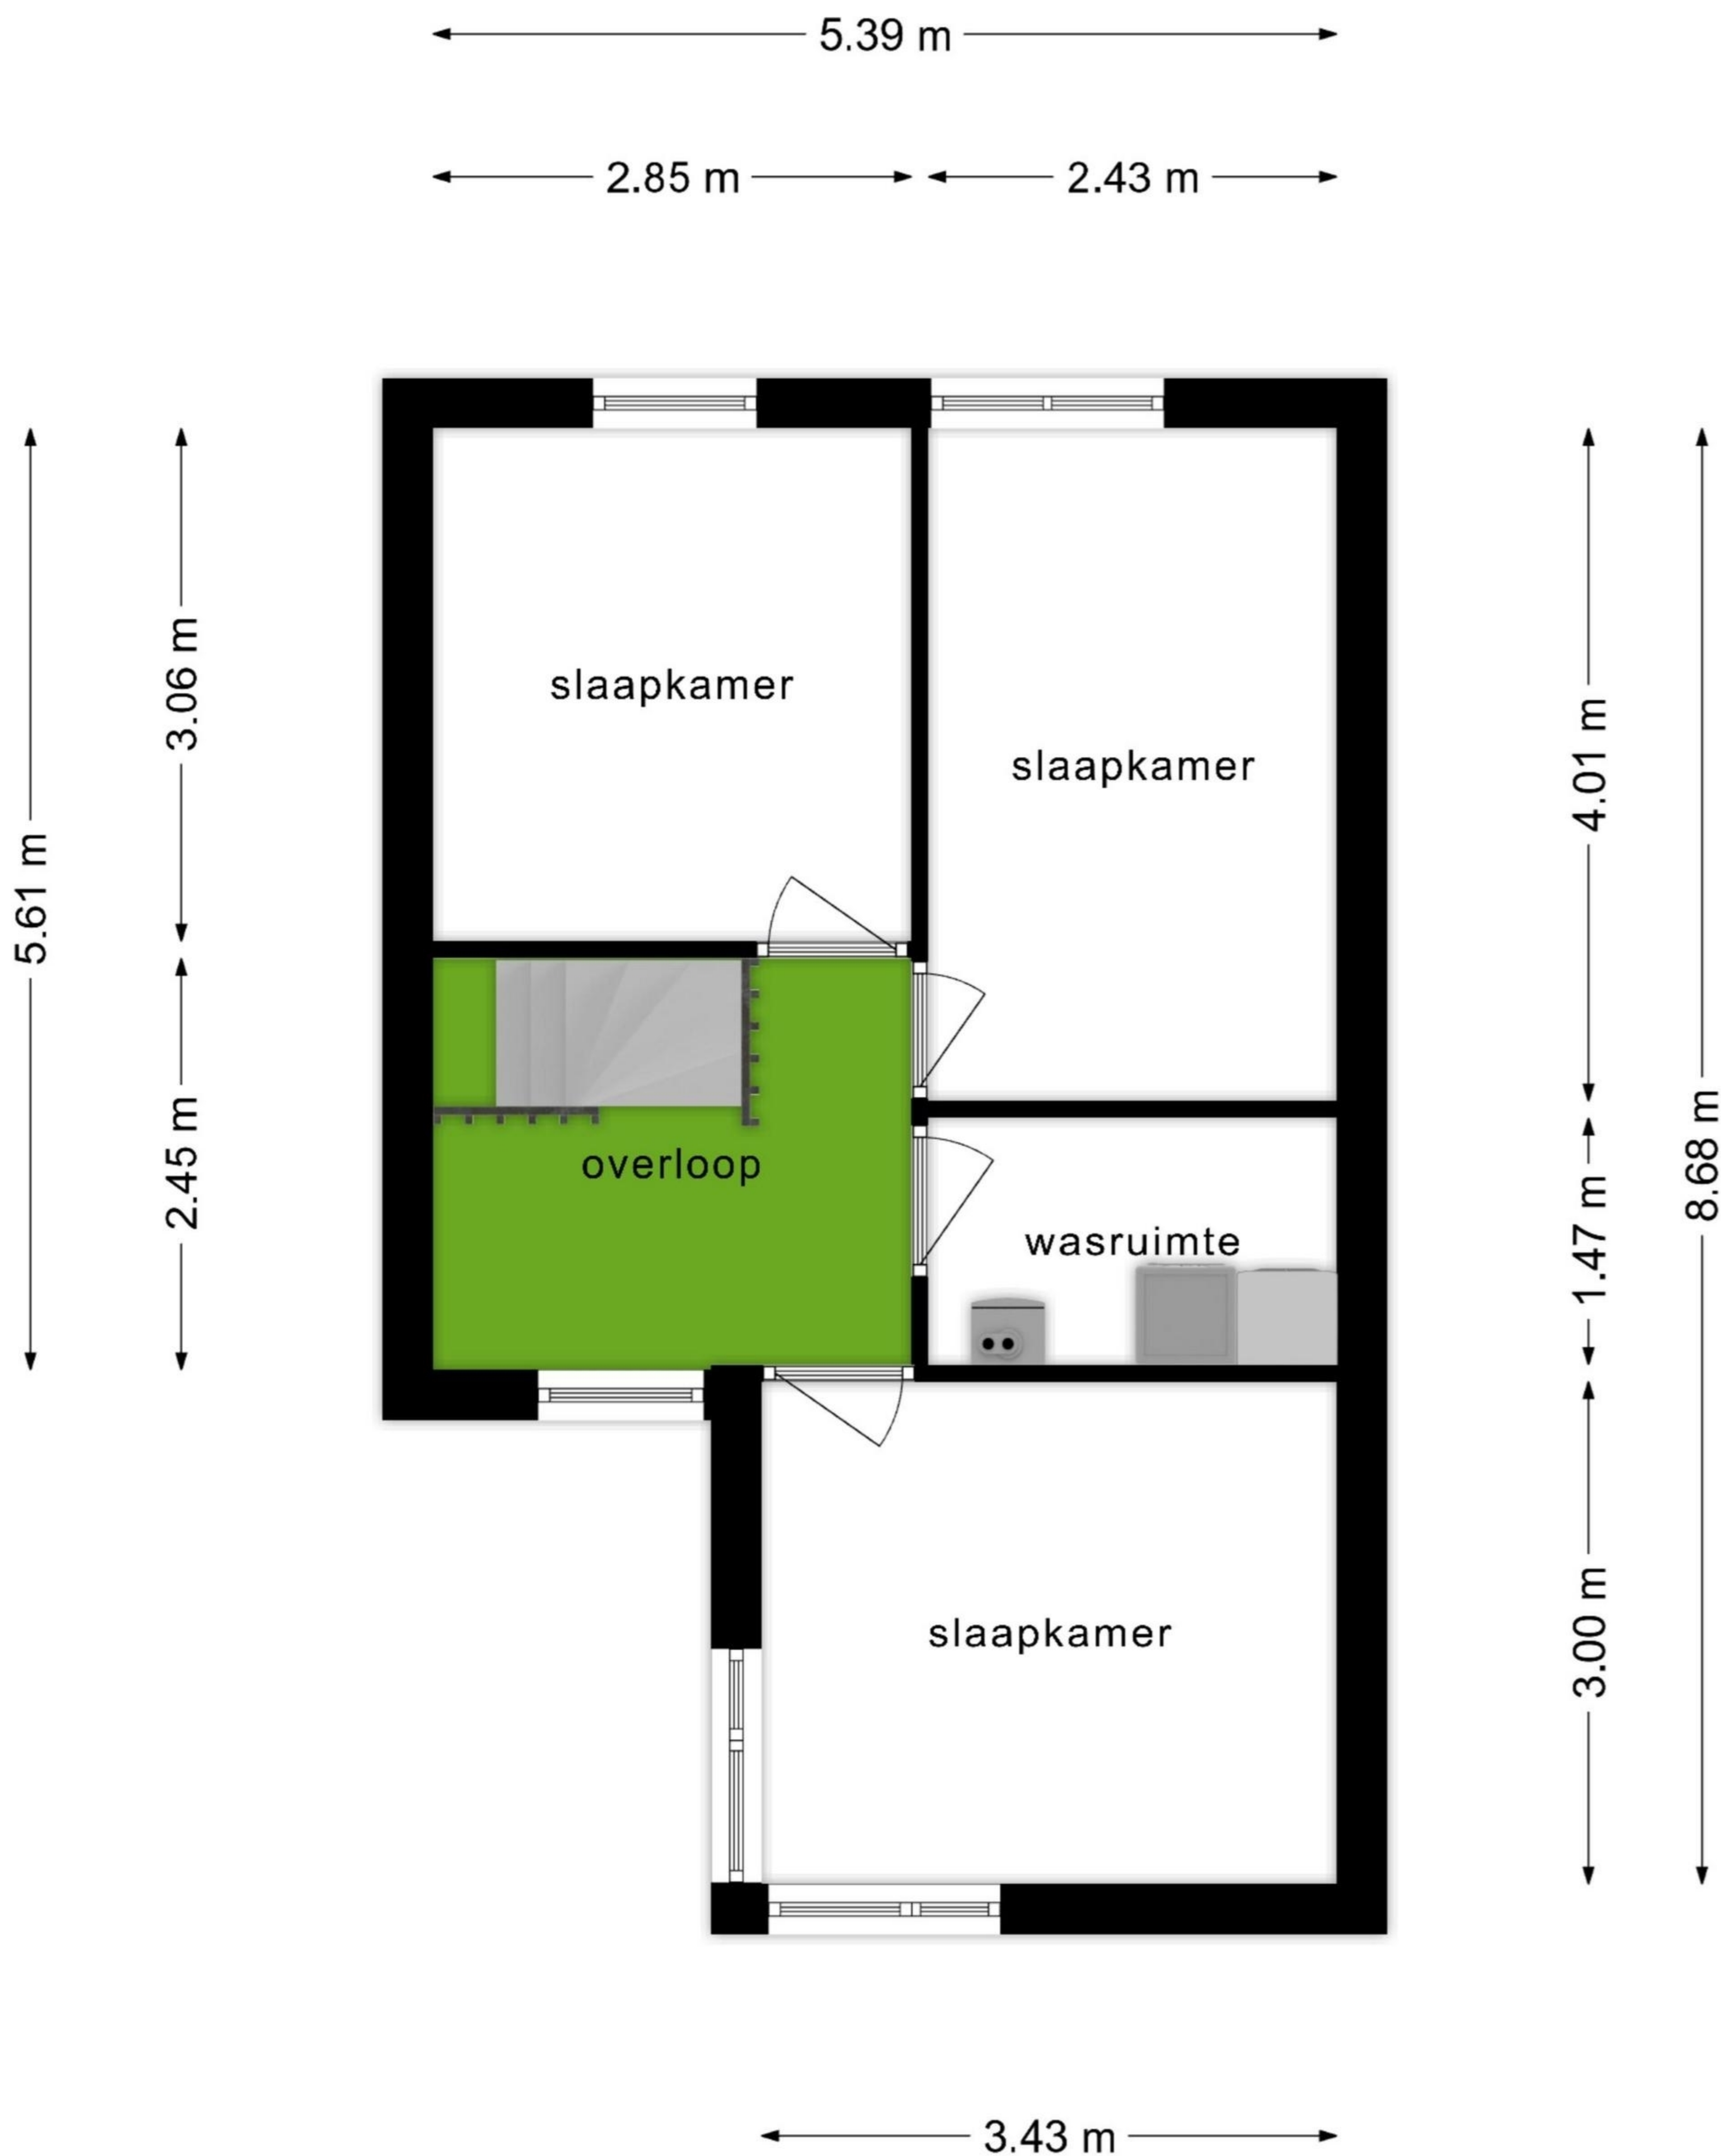 5.39 m
2.85 m
2.43 m
5.61 m
3.06 m
2.45 m
slaapkamer
slaapkamer
4.01 m
8.68 m
overloop
wasruimte
1.47 m
slaapkamer
3.00 m
3.43 m